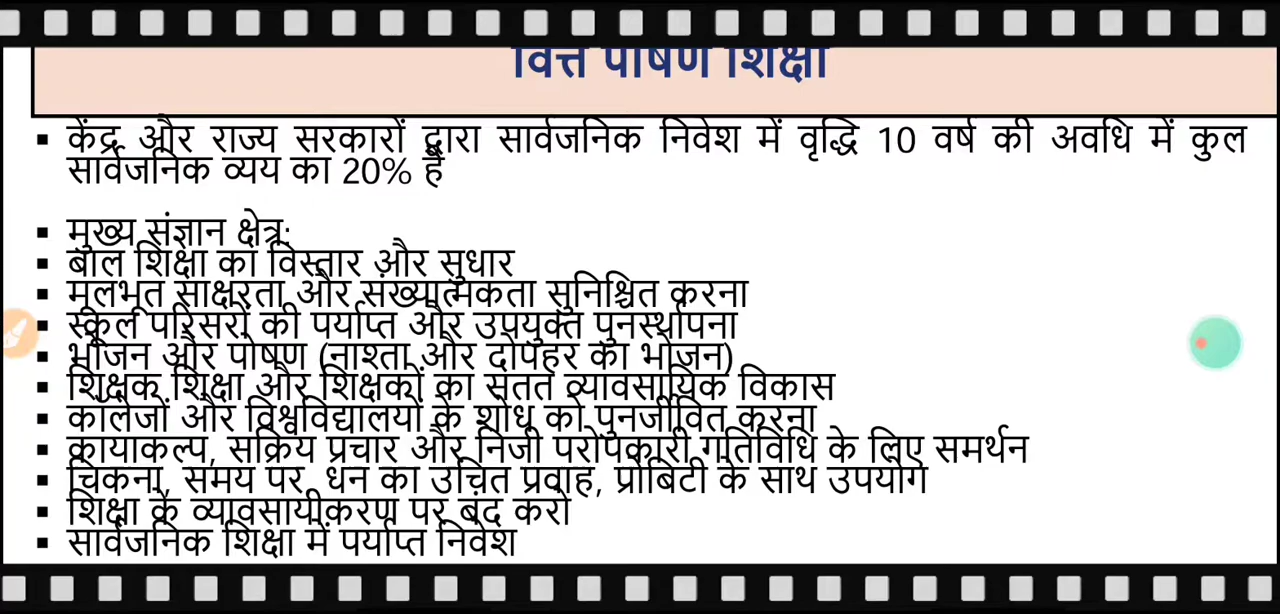 वित्त पोषण शिक्षा
▪ केंद्र और राज्य सरकारों द्वारा सार्वजनिक निवेश में वृद्धि 10 वर्ष की अवधि में कुल
सार्वजनिक व्यय का 20% है
▪ मुख्य संज्ञान क्षेत्र:
▪ बाल शिक्षा का विस्तार और सुधार
▪ मूलभूत साक्षरता और संख्यात्मकता सुनिश्चित करना
▪ स्कूल परिसरों की पर्याप्त और उपयुक्त पुनर्स्थापना
▪ भोजन और पोषण (नाश्ता और दोपहर का भोजन)
▪ शिक्षक शिक्षा और शिक्षकों का सतत व्यावसायिक विकास
▪ कॉलेजों और विश्वविद्यालयों के शोध को पुनर्जीवित करना
▪ कायाकल्प, सक्रिय प्रचार और निजी परोपकारी गतिविधि के लिए समर्थन
▪ चिकना, समय पर, धन का उचित प्रवाह, प्रोबिटी के साथ उपयोग
▪ शिक्षा के व्यावसायीकरण पर बंद करो
▪ सार्वजनिक शिक्षा में पर्याप्त निवेश